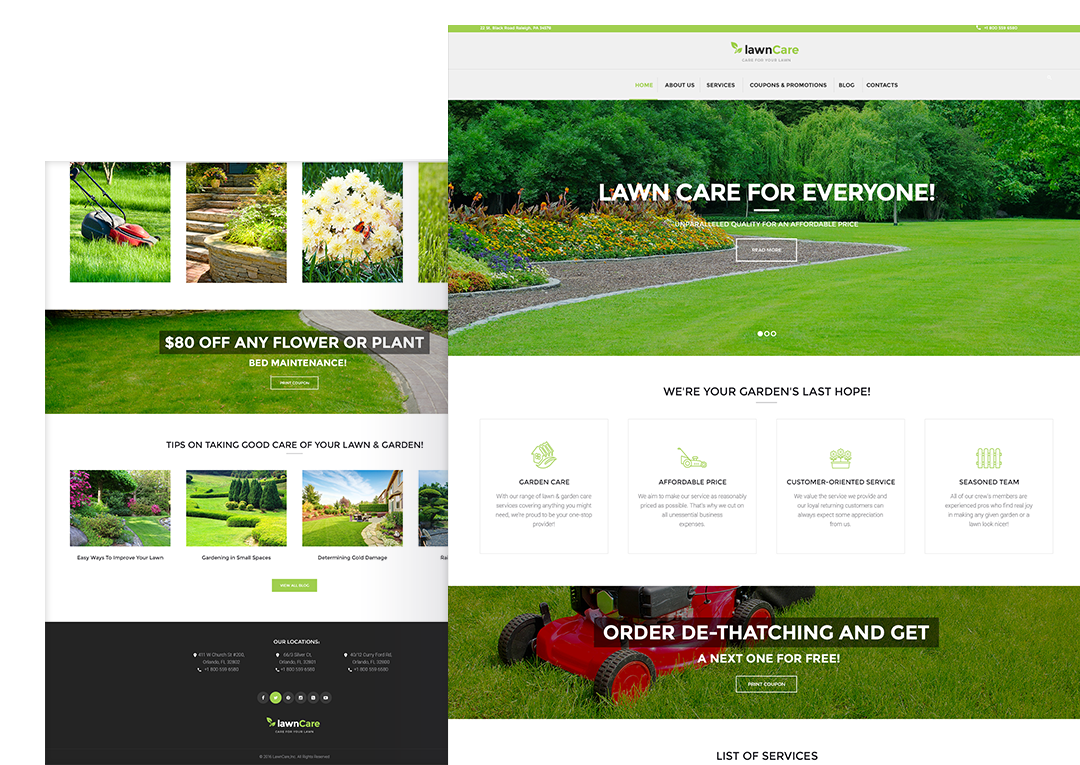 22 W. Black Road Raleigh, PA 54876
+1 800 559 6580
lawnCare
CARE FOR YOUR LAWN
HOME ABOUT US SERVICES COUPONS & PROMOTIONS BLOG CONTACTS
LAWN CARE FOR EVERYONE!
UNPARALLELED QUALITY FOR AN AFFORDABLE PRICE
READ MORE
WE'RE YOUR GARDEN'S LAST HOPE!
GARDEN CARE
With our range of lawn & garden care
services covering anything you might
need, we're proud to be your one-stop
provider!
AFFORDABLE PRICE
We aim to make our service as reasonably
priced as possible. That's why we cut on
all unessential business
expenses.
CUSTOMER-ORIENTED SERVICE
We value the service we provide and
our loyal returning customers can
always expect some appreciation
from us.
SEASONED TEAM
All of our crew's members are
experienced pros who find real joy
in making any given garden or a
lawn look nicer!
ORDER DE-THATCHING AND GET
A NEXT ONE FOR FREE!
PRINT COUPON
LIST OF SERVICES
$80 OFF ANY FLOWER OR PLANT
BED MAINTENANCE!
PRINT COUPON
TIPS ON TAKING GOOD CARE OF YOUR LAWN & GARDEN!
Easy Ways To Improve Your Lawn
Gardening in Small Spaces
Determining Cold Damage
Rai
VIEW ALL BLOG
OUR LOCATIONS:
411 W Church St #200,
Orlando, FL 32802
+1 800 559 6580
66/3 Silver Ct,
Orlando, FL 32801
+1 800 559 6580
40/12 Curry Ford Rd,
Orlando, FL 32800
+1 800 559 6580
lawnCare
CARE FOR YOUR LAWN
© 2016 LawnCare,Inc. All Rights Reserved